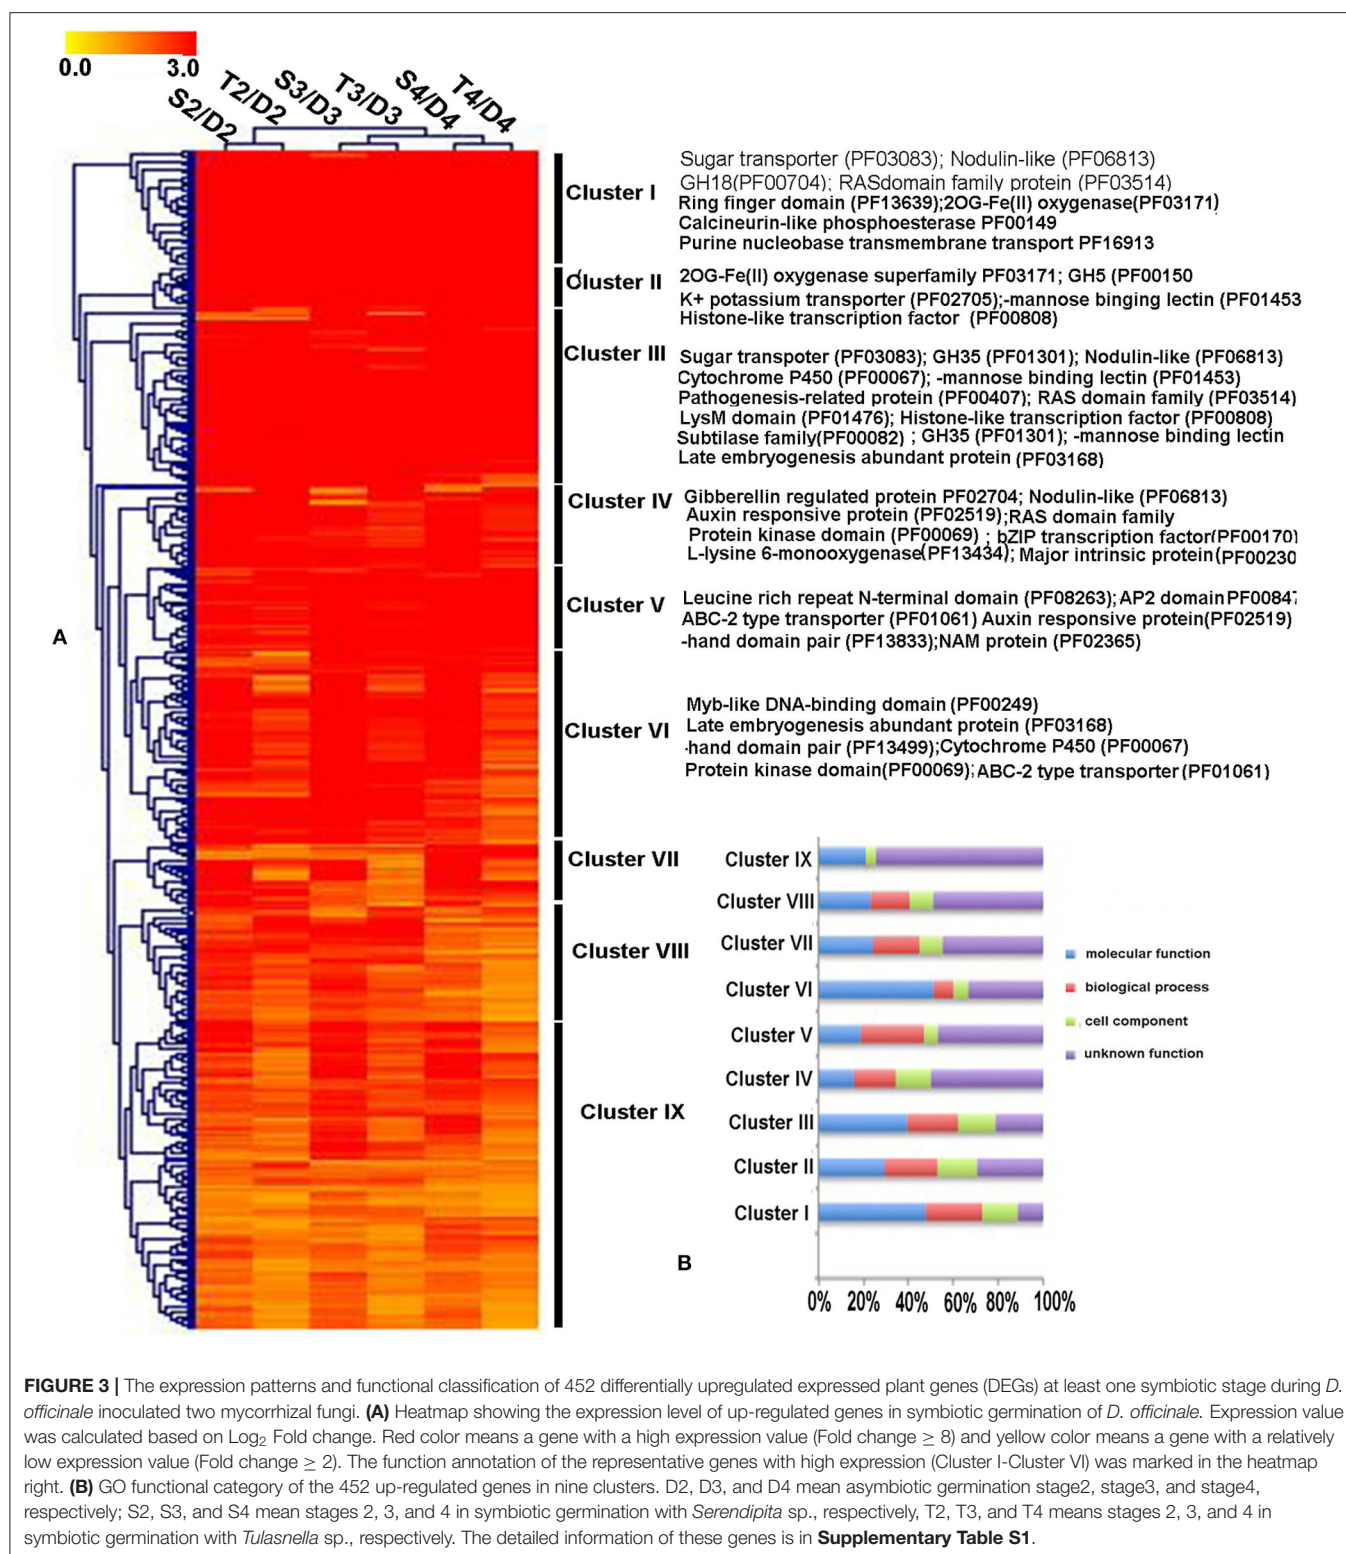 0.0 3.0
S2/D2 T2/D2 S3/D3 T3/D3 S4/D4 T4/D4
Cluster I
Sugar transporter (PF03083); Nodulin-like (PF06813)
GH18(PF00704); RASdomain family protein (PF03514)
Ring finger domain (PF13639);2OG-Fe(II) oxygenase(PF03171)
Calcineurin-like phosphoesterase PF00149
Purine nucleobase transmembrane transport PF16913
Cluster II
2OG-Fe(II) oxygenase superfamily PF03171; GH5 (PF00150
K+ potassium transporter (PF02705);-mannose binging lectin (PF01453
Histone-like transcription factor (PF00808)
Cluster III
Sugar transpoter (PF03083); GH35 (PF01301); Nodulin-like (PF06813)
Cytochrome P450 (PF00067); -mannose binding lectin (PF01453)
Pathogenesis-related protein (PF00407); RAS domain family (PF03514)
LysM domain (PF01476); Histone-like transcription factor (PF00808)
Subtilase family(PF00082) ; GH35 (PF01301); -mannose binding lectin
Late embryogenesis abundant protein (PF03168)
Cluster IV
Gibberellin regulated protein PF02704; Nodulin-like (PF06813)
Auxin responsive protein (PF02519);RAS domain family
Protein kinase domain (PF00069) ; bZIP transcription factor(PF00170)
L-lysine 6-monooxygenase(PF13434); Major intrinsic protein(PF00230
Cluster V
Leucine rich repeat N-terminal domain (PF08263);AP2 domain PF00847
ABC-2 type transporter (PF01061) Auxin responsive protein(PF02519)
-hand domain pair (PF13833);NAM protein (PF02365)
A
Cluster VI
Myb-like DNA-binding domain (PF00249)
Late embryogenesis abundant protein (PF03168)
-hand domain pair (PF13499);Cytochrome P450 (PF00067)
Protein kinase domain(PF00069);ABC-2 type transporter(PF01061)
Cluster VII
Cluster VIII
Cluster IX
Cluster IX
Cluster VIII
Cluster VII
Cluster VI
Cluster V
Cluster IV
Cluster III
Cluster II
Cluster I
molecular function
biological process
cell component
unknown function
B
0% 20% 40% 60% 80% 100%
FIGURE 3 | The expression patterns and functional classification of 452 differentially upregulated expressed plant genes (DEGs) at least one symbiotic stage during D.
officinale inoculated two mycorrhizal fungi. (A) Heatmap showing the expression level of up-regulated genes in symbiotic germination of D. officinale. Expression value
was calculated based on Log2 Fold change. Red color means a gene with a high expression value (Fold change ≥ 8) and yellow color means a gene with a relatively
low expression value (Fold change ≥ 2). The function annotation of the representative genes with high expression (Cluster I-Cluster VI) was marked in the heatmap
right. (B) GO functional category of the 452 up-regulated genes in nine clusters. D2, D3, and D4 mean asymbiotic germination stage2, stage3, and stage4,
respectively; S2, S3, and S4 mean stages 2, 3, and 4 in symbiotic germination with Serendipita sp., respectively, T2, T3, and T4 means stages 2, 3, and 4 in
symbiotic germination with Tulasnella sp., respectively. The detailed information of these genes is in Supplementary Table S1.